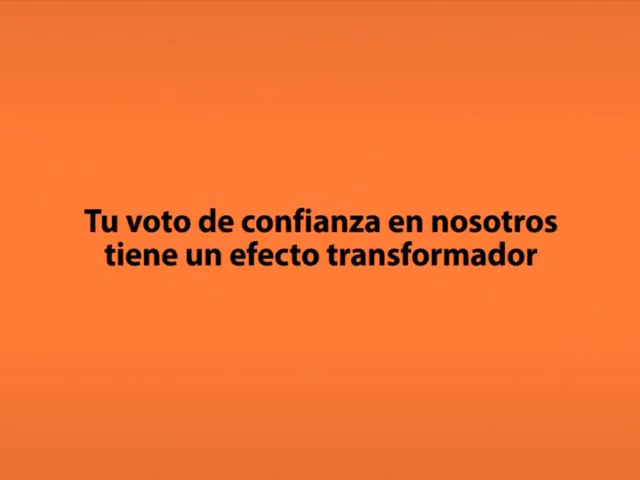 Tu voto de confianza en nosotros
tiene un efecto transformador